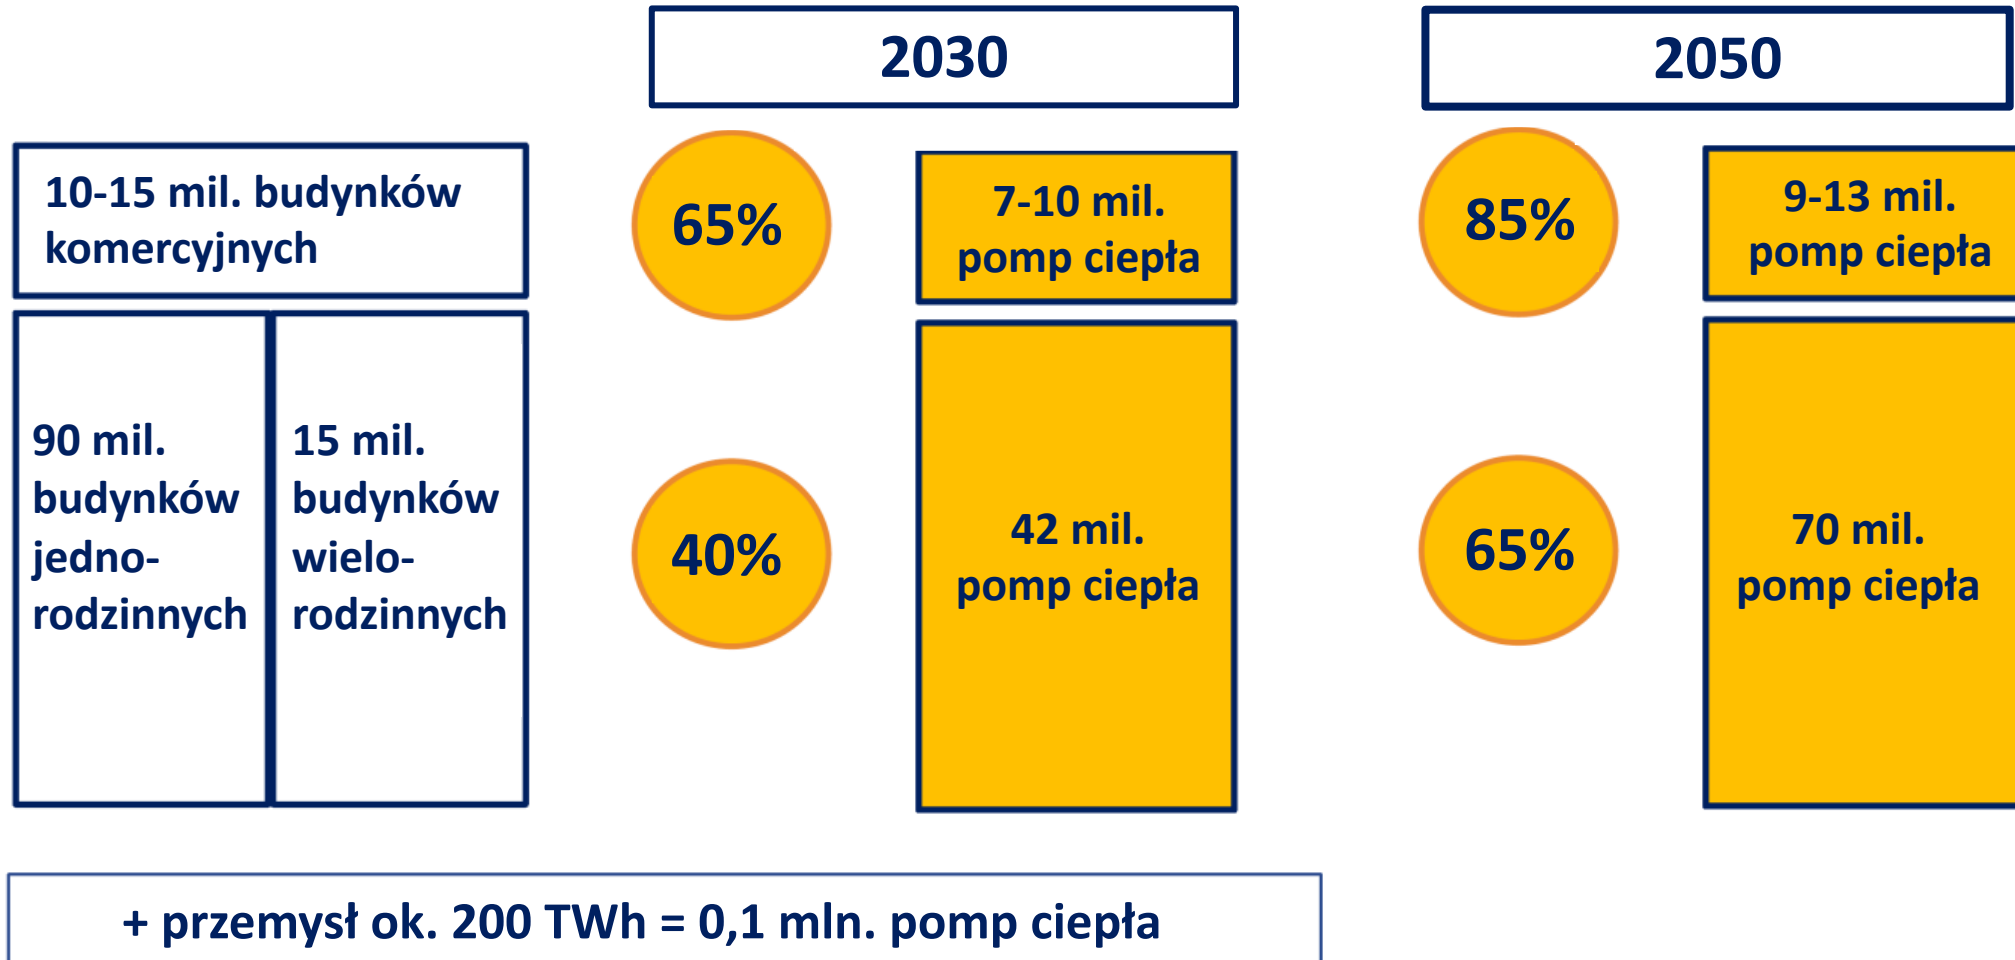 2030
2050
10-15 mil. budynków
komercyjnych
65%
7-10 mil.
pomp ciepła
85%
9-13 mil.
pomp ciepła
90 mil.
budynków
jedno-
rodzinnych
15 mil.
budynków
wielo-
rodzinnych
40%
42 mil.
pomp ciepła
65%
70 mil.
pomp ciepła
+ przemysł ok. 200 TWh = 0,1 mln. pomp ciepła